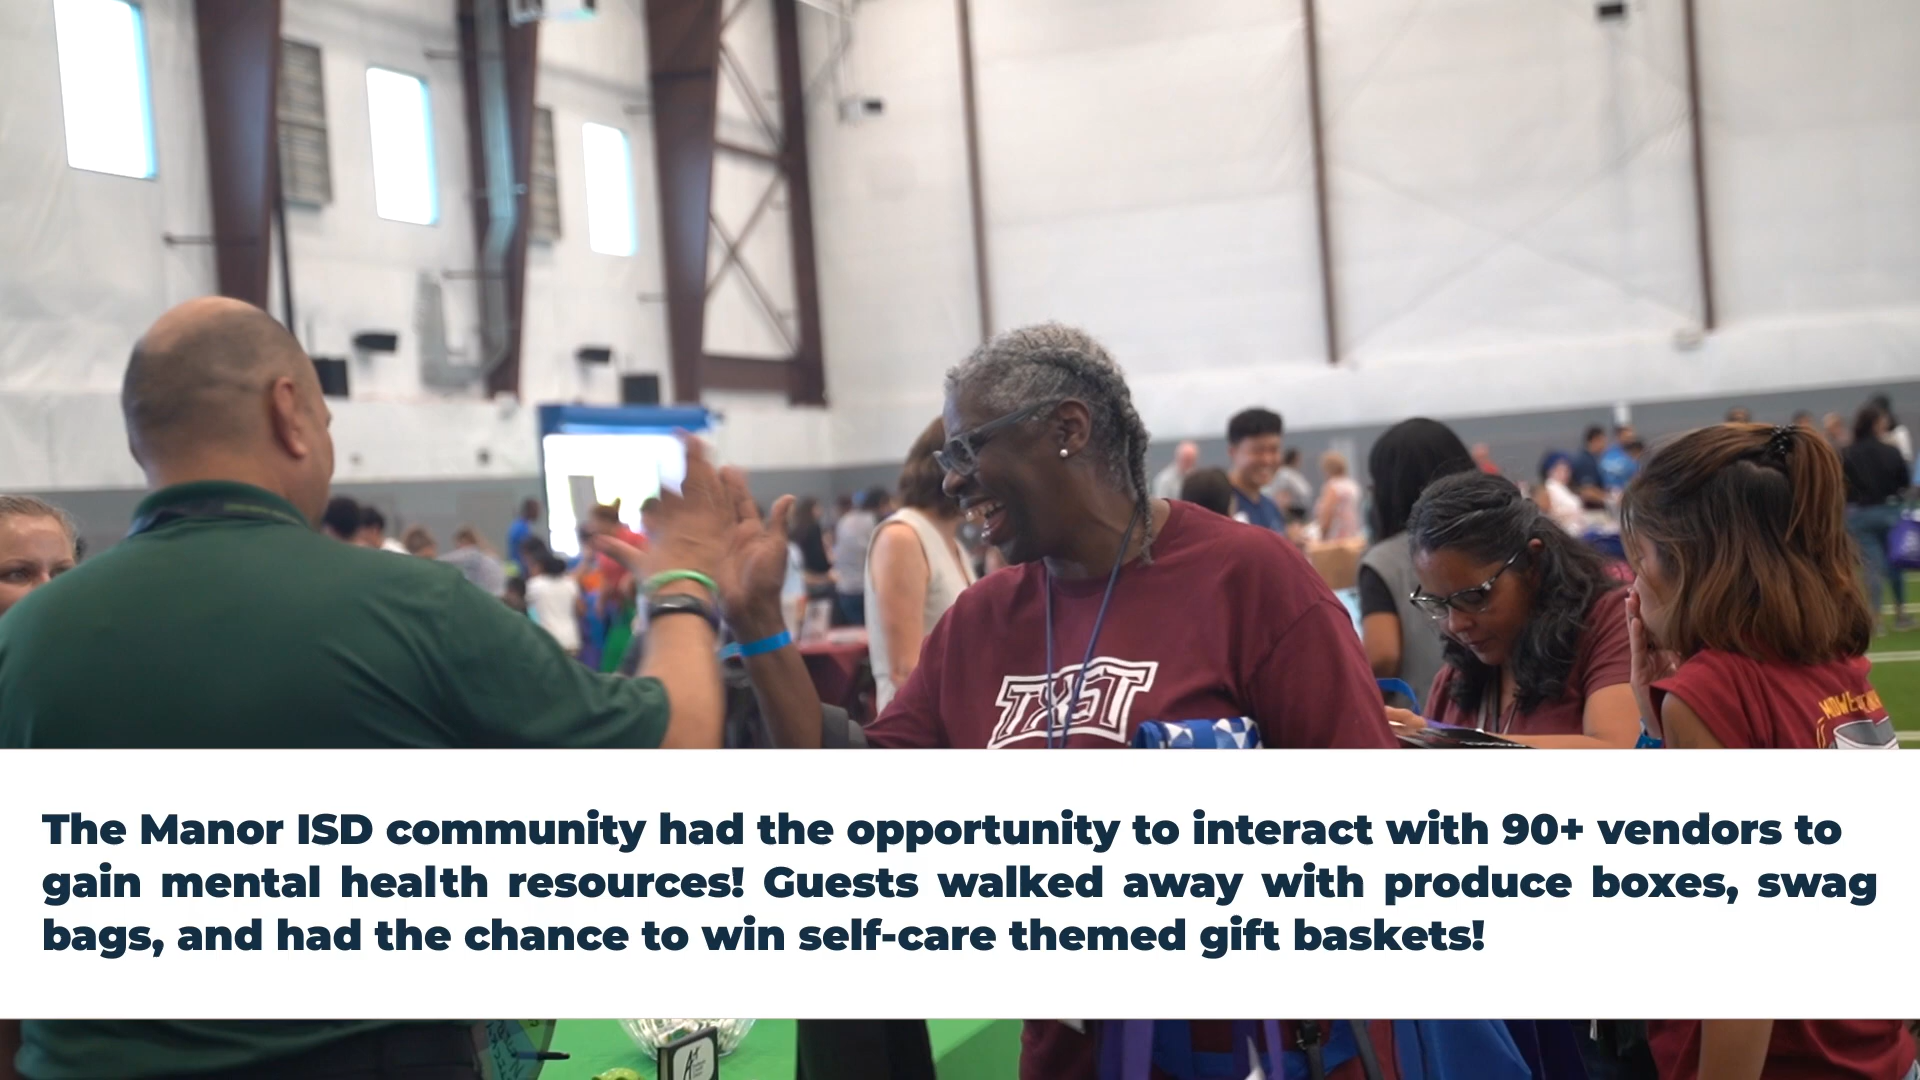 TXST
The Manor ISD community had the opportunity to interact with 90+ vendors to
gain mental health resources! Guests walked away with produce boxes, swag
bags, and had the chance to win self-care themed gift baskets!